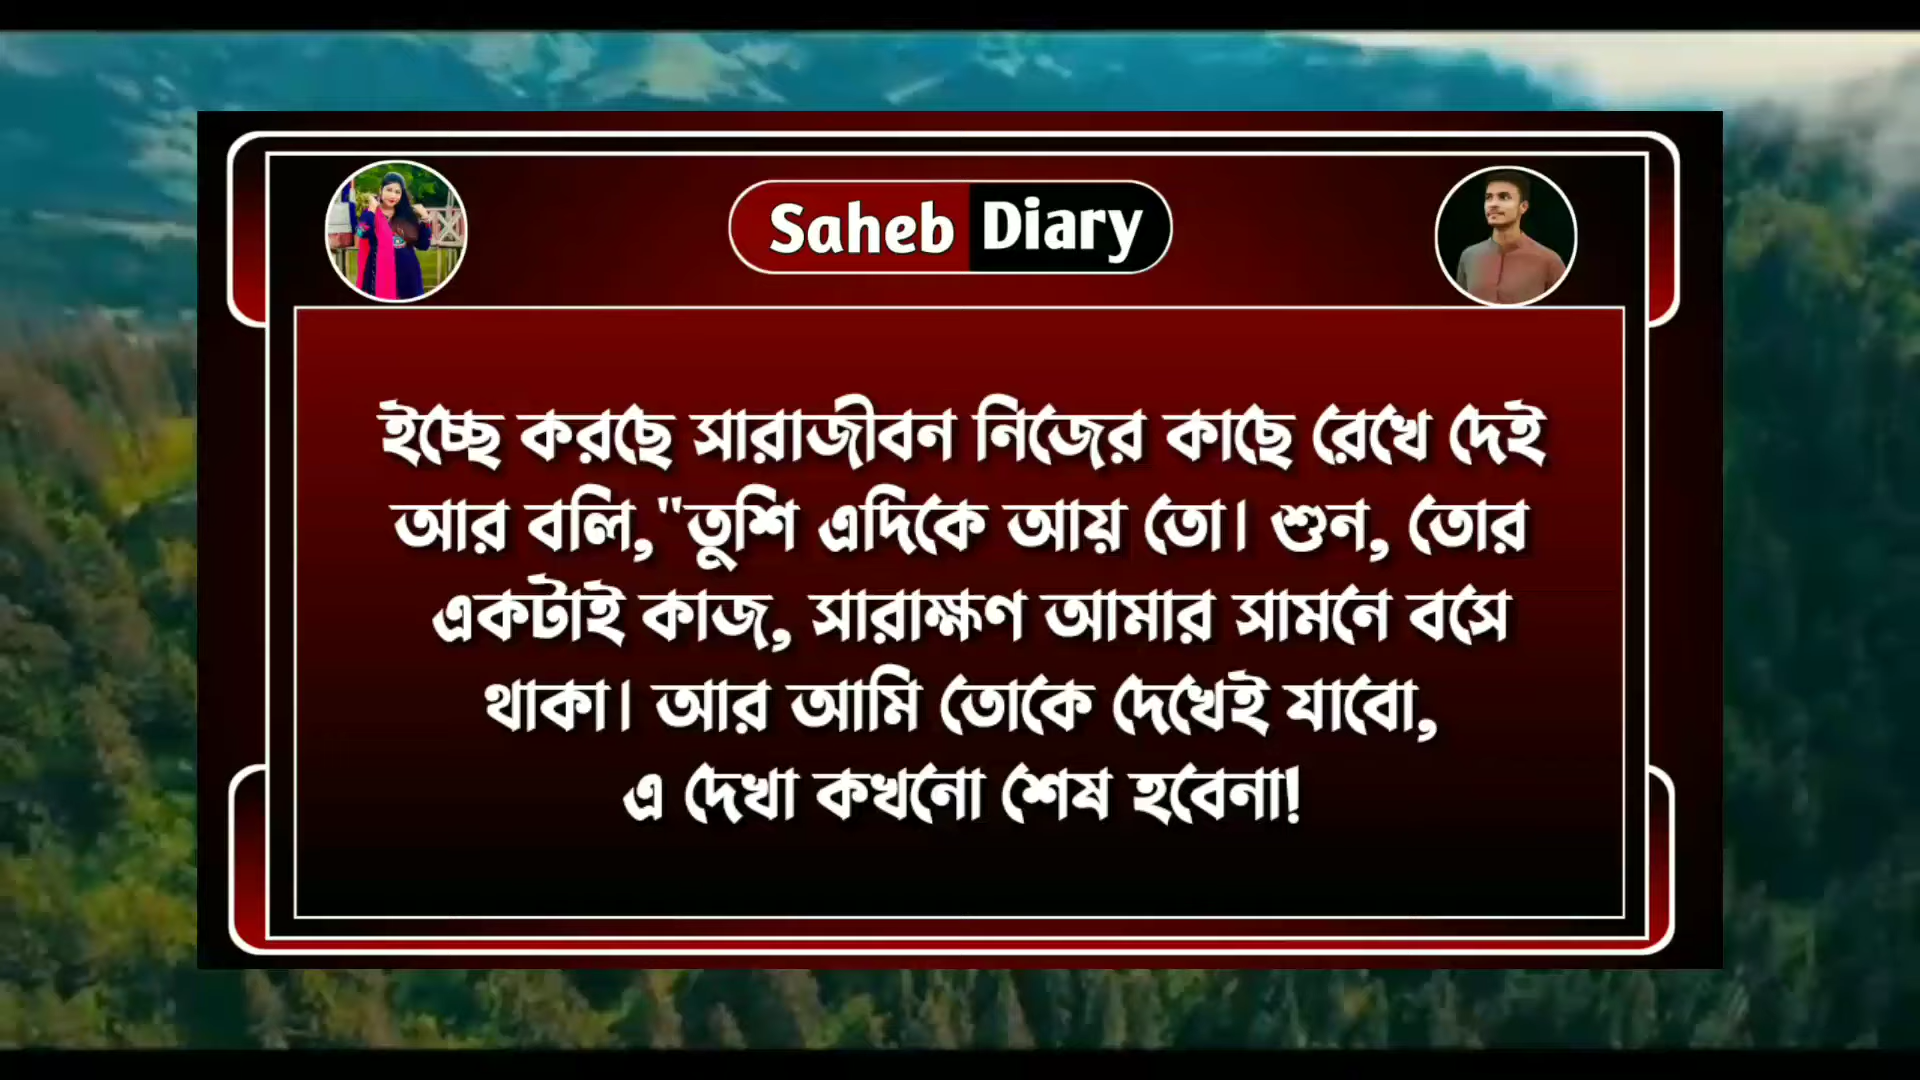 Saheb Diary
ইচ্ছে করছে সারাজীবন নিজের কাছে রেখে দেই
আর বলি,"তুশি এদিকে আয় তো। শুন, তোর
একটাই কাজ, সারাক্ষণ আমার সামনে বসে
থাকা। আর আমি তোকে দেখেই যাবো,
এ দেখা কখনো শেষ হবেনা!